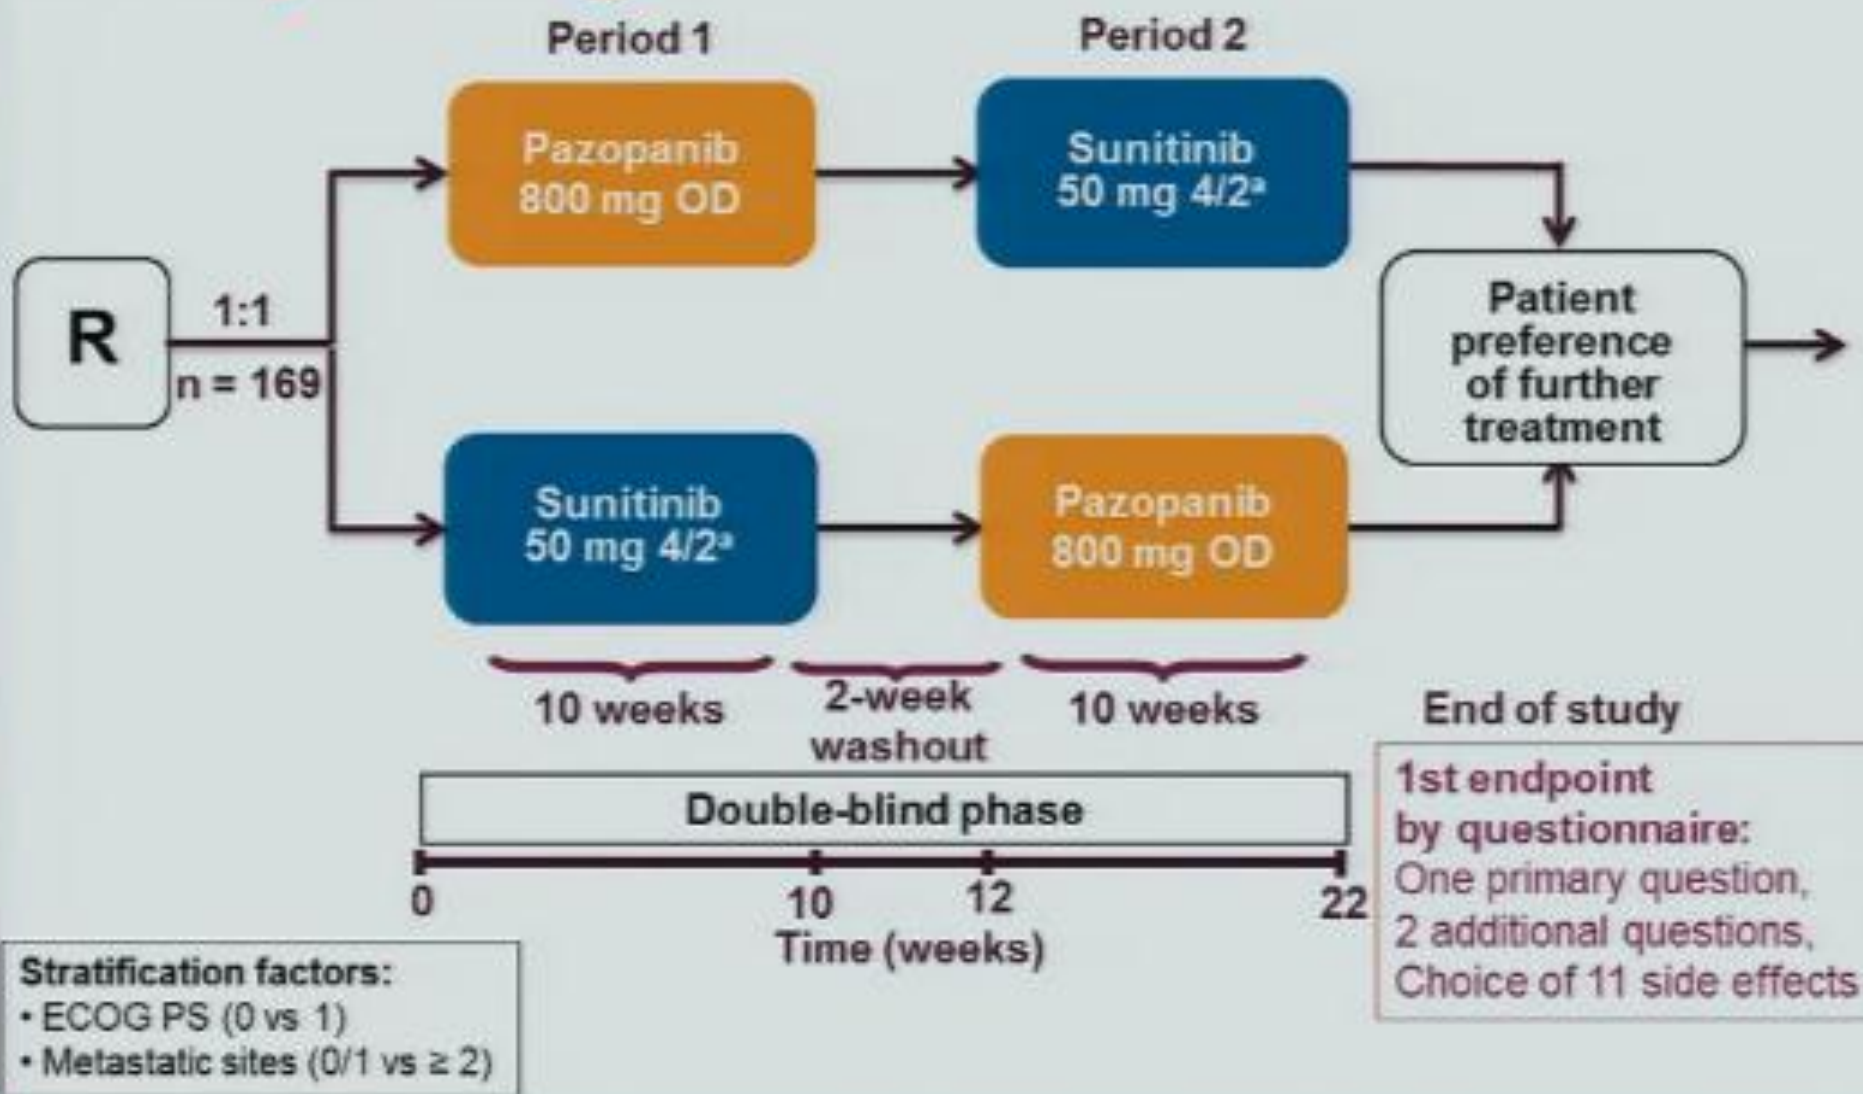 Period 1
Period 2
Pazopanib
800 mg OD
Sunitinib
50 mg 4/2ª
R
1:1
n = 169
Patient
preference
of further
treatment
Sunitinib
50 mg 4/2ª
Pazopanib
800 mg OD
10 weeks
2-week
washout
10 weeks
End of study
Double-blind phase
0
10
12
22
Time (weeks)
1st endpoint
by questionnaire:
One primary question,
2 additional questions,
Choice of 11 side effects
Stratification factors:
• ECOG PS (0 vs 1)
• Metastatic sites (0/1 vs ≥ 2)